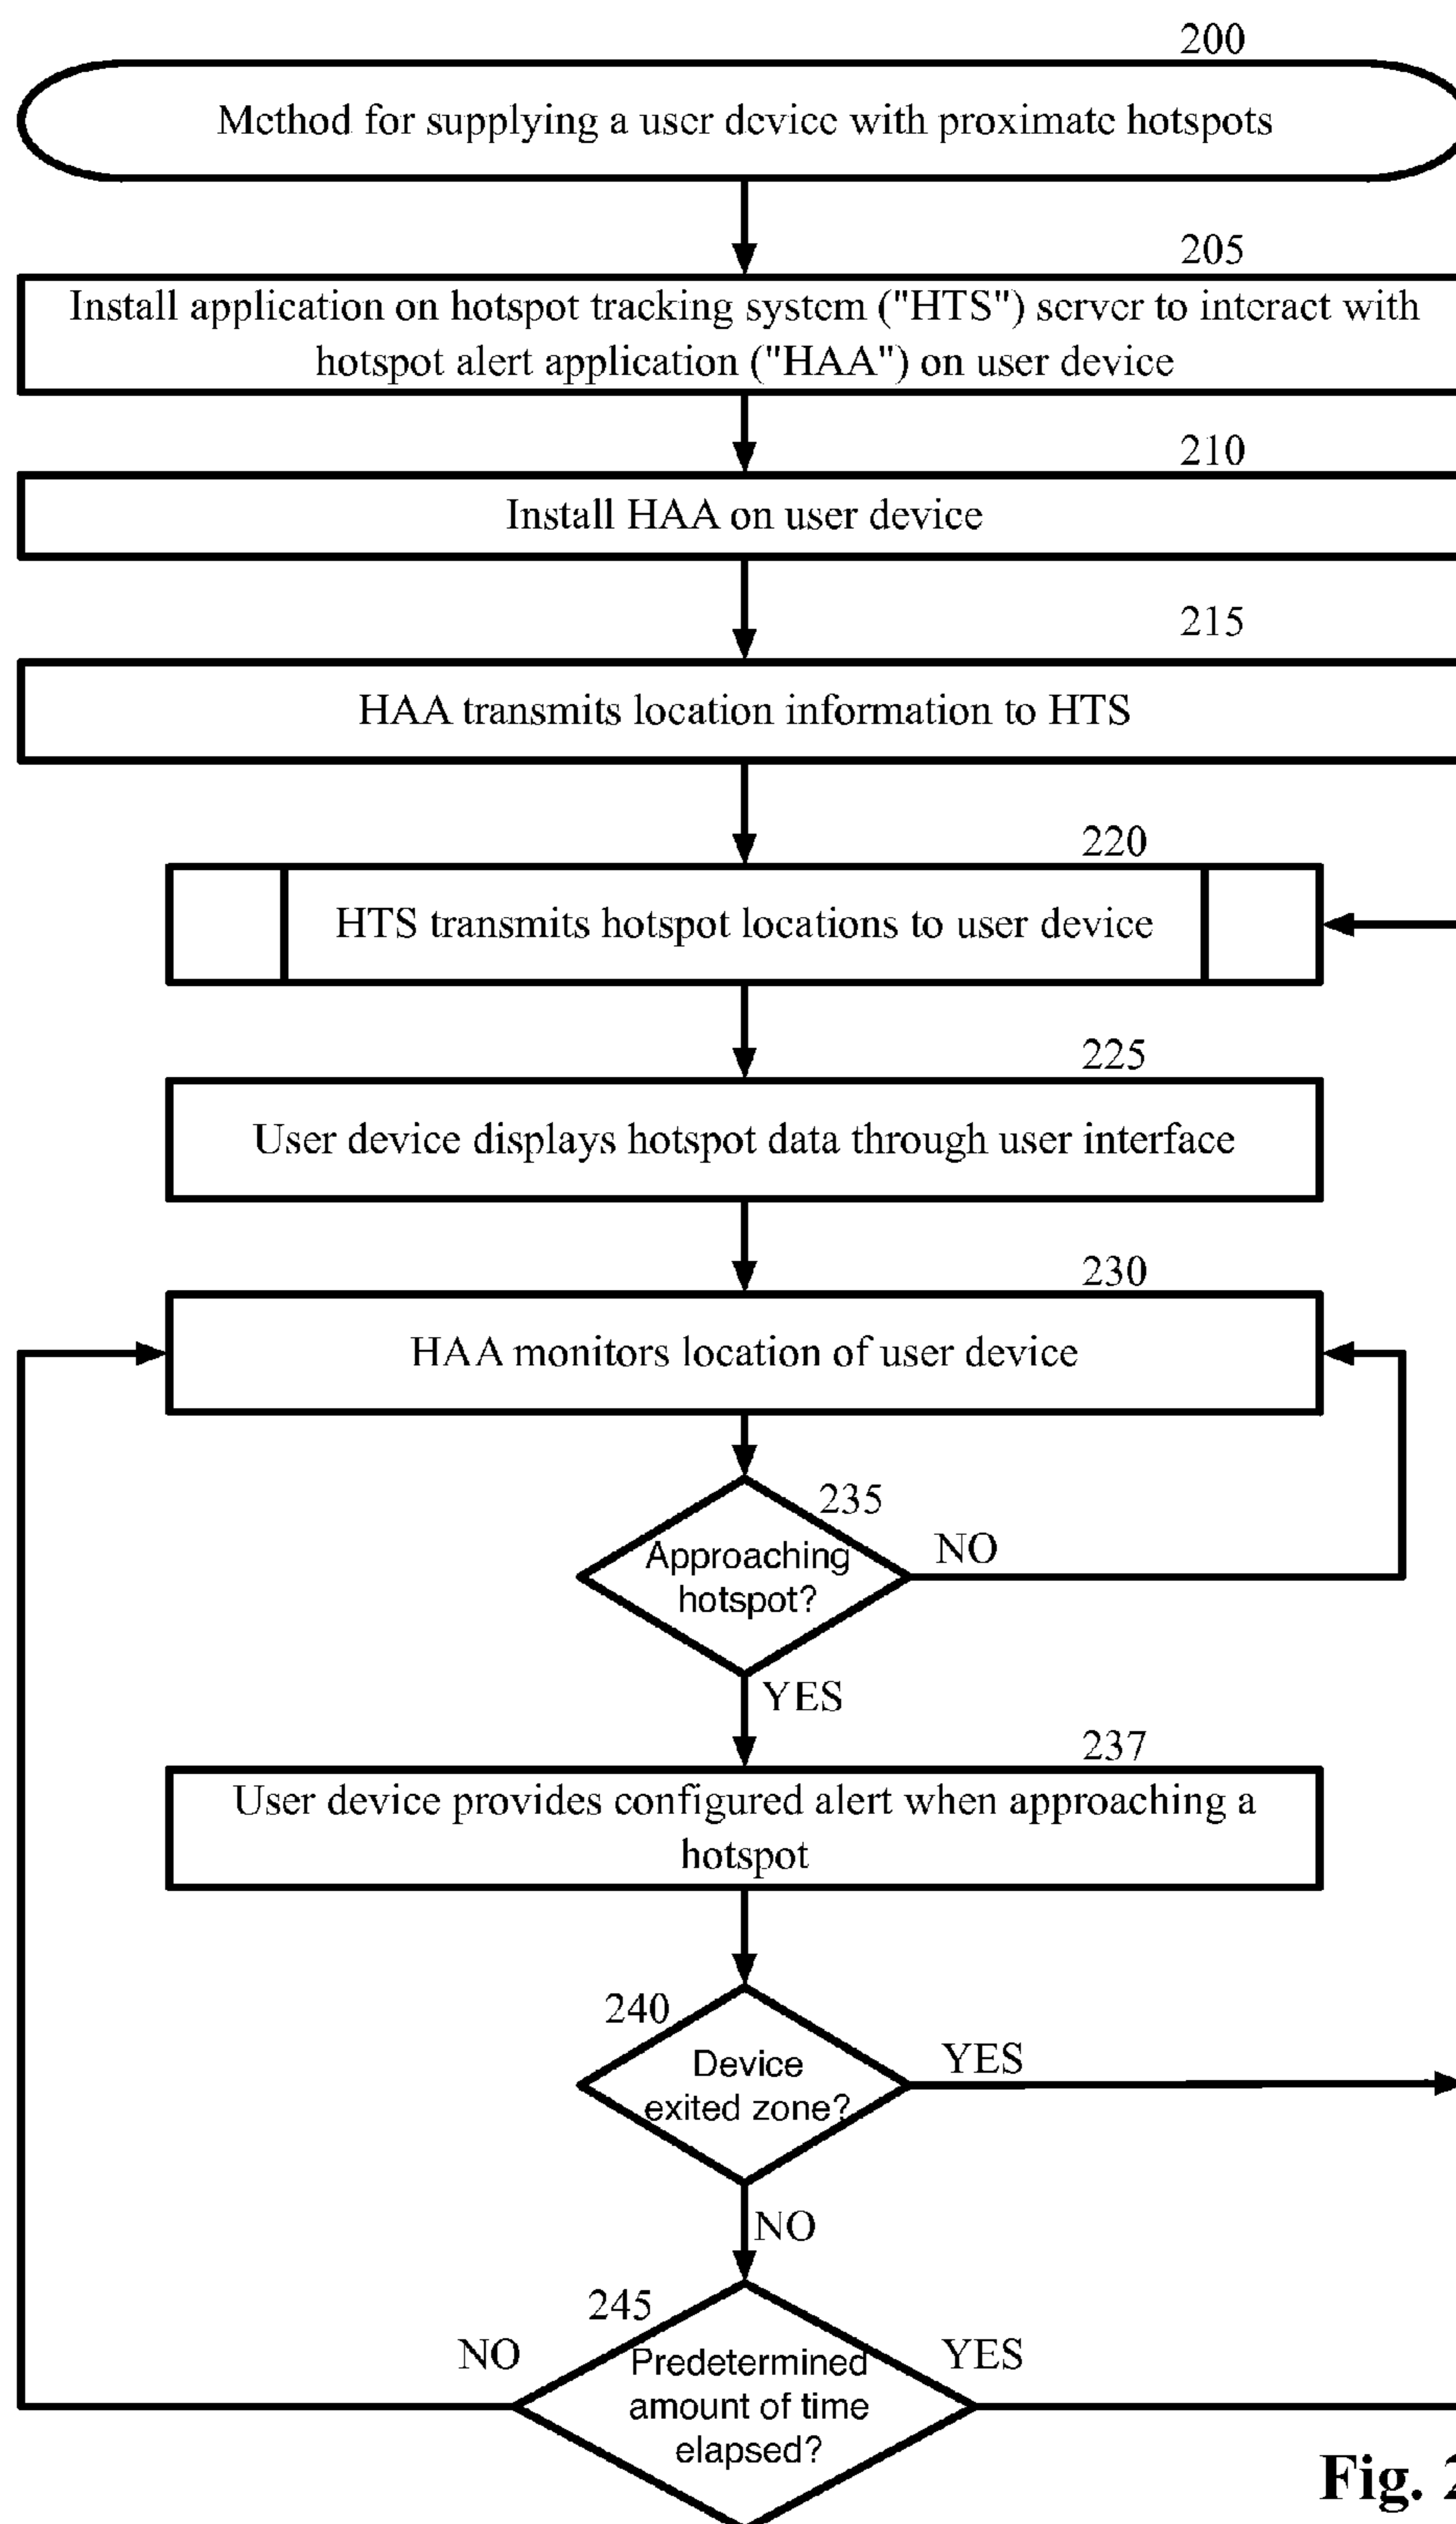 200
Method for supplying a user device with proximate hotspots
205
Install application on hotspot tracking system ("HTS") server to interact with
hotspot alert application ("HAA") on user device
210
Install HAA on user device
215
HAA transmits location information to HTS
220
HTS transmits hotspot locations to user device
225
User device displays hotspot data through user interface
230
HAA monitors location of user device
235
Approaching
hotspot?
NO
YES
237
User device provides configured alert when approaching a
hotspot
240
Device
exited zone?
YES
NO
245
NO
Predetermined
amount of time
elapsed?
YES
Fig. 2